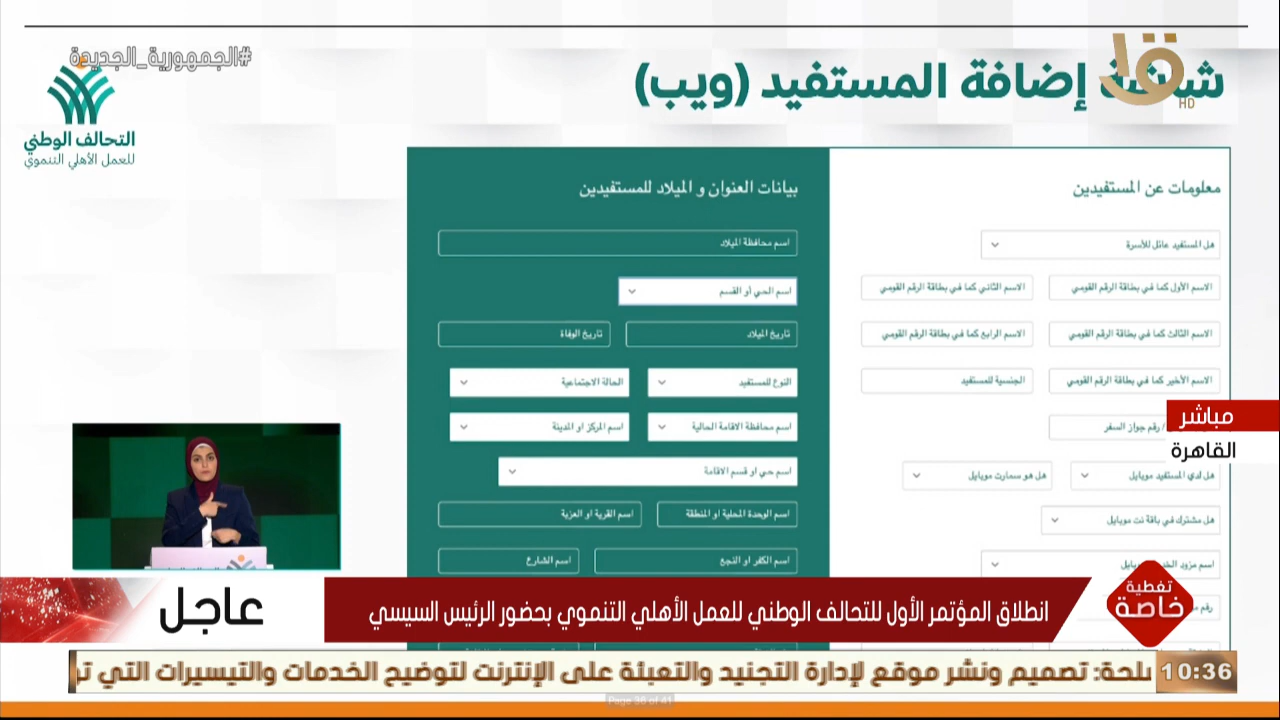 #الجمهورية_الجديدة
التحالف الوطني
للعمل الأهلي التنموي
HD
إضافة المستفيد (ويب)
معلومات عن المستفيدين
هل المستفيد عائل للأسرة
الاسم الأول كما في بطاقة الرقم القومي
الاسم الثاني كما في بطاقة الرقم القومي
الاسم الثالث كما في بطاقة الرقم القومي
الاسم الرابع كما في بطاقة الرقم القومي
الاسم الأخير كما في بطاقة الرقم القومي
الجنسية للمستفيد
/ رقم جواز السفر
هل لدي المستفيد موبايل
هل هو سمارت موبايل
هل مشترك في باقة نت موبايل
اسم مزود
بيانات العنوان و الميلاد للمستفيدين
اسم محافظة الميلاد
اسم الحي أو القسم
تاريخ الميلاد
تاريخ الوفاة
النوع للمستفيد
الحالة الاجتماعية
اسم محافظة الاقامة الحالية
اسم المركز او المدينة
اسم حي او قسم الاقامة
اسم الوحدة المحلية او المنطقة
اسم القرية او العزبة
اسم الكفر او النجع
اسم الشارع
مباشر
القاهرة
تغطية
خاصة
عاجل
انطلاق المؤتمر الأول للتحالف الوطني للعمل الأهلي التنموي بحضور الرئيس السيسي
10:36
تصميم ونشر موقع لإدارة التجنيد والتعبئة على الإنترنت لتوضيح الخدمات والتيسيرات التي
Page 36 of 41